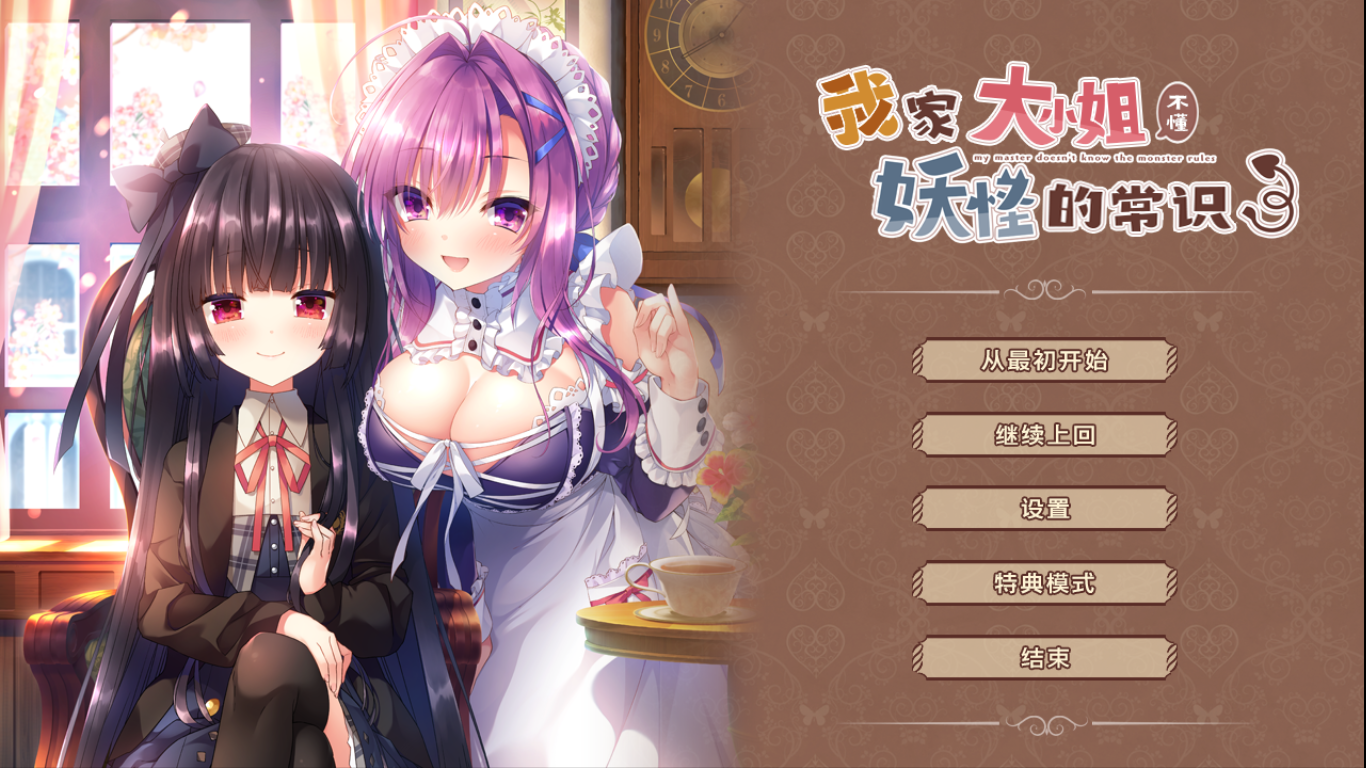 我家大小姐不懂
my master doesn't know the monster rules
妖怪的常识
从最初开始
继续上回
设置
特典模式
结束